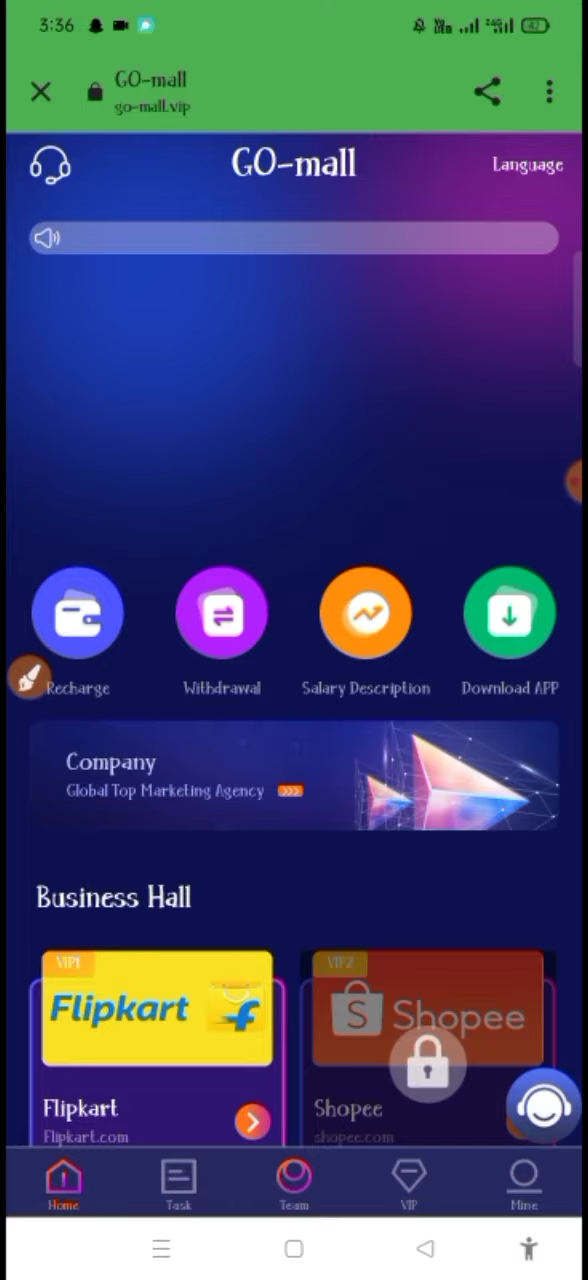 3:36
42
GO-mall
go-mall.vip
GO-mall
Language
Recharge
Withdrawal
Salary Description
Download APP
Company
Global Top Marketing Agency
Business Hall
VIP1
VIP2
Flipkart
Shopee
Flipkart
Shopee
Flipkart.com
shopee.com
Home
Task
Team
VIP
Mine